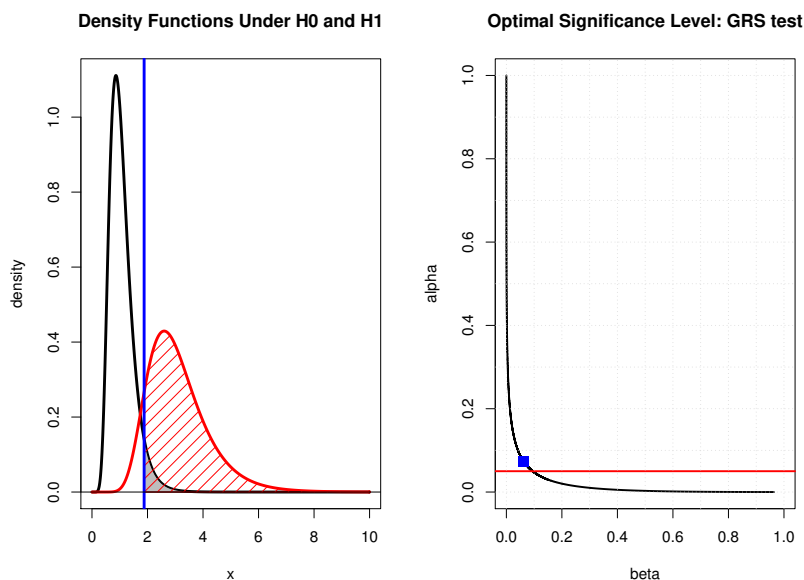 Density Functions Under H0 and H1
density
0.0 0.2 0.4 0.6 0.8 1.0
0 2 4 6 8 10
x
Optimal Significance Level: GRS test
alpha
0.0 0.2 0.4 0.6 0.8 1.0
0.0 0.2 0.4 0.6 0.8 1.0
beta